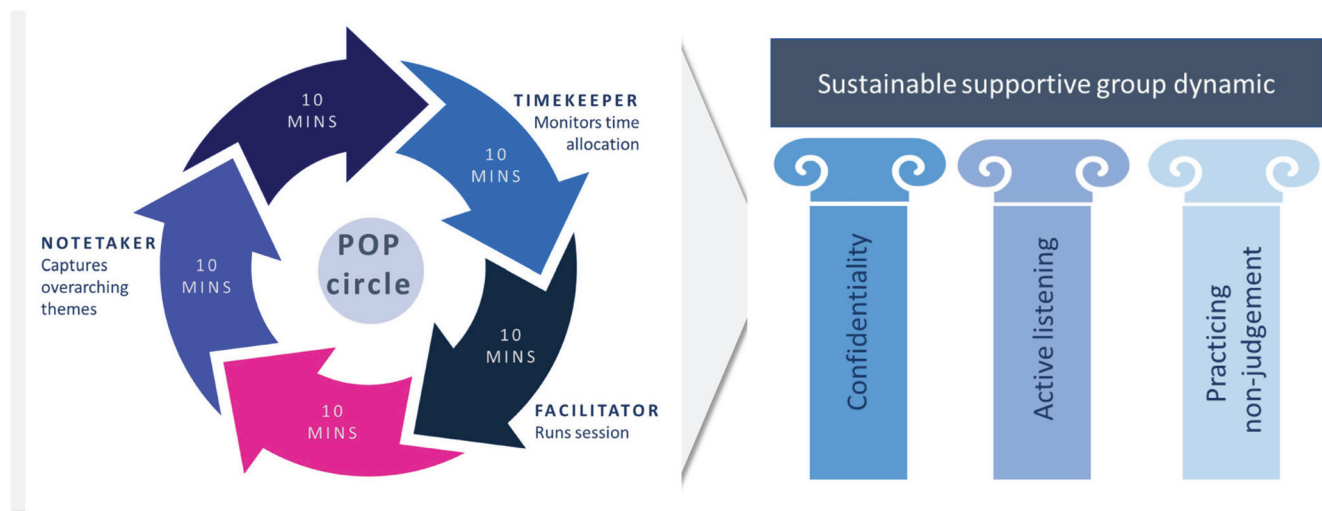 10
MINS
TIMEKEEPER
Monitors time
allocation
10
MINS
NOTETAKER
Captures
overarching
themes
10
MINS
POP
circle
10
MINS
10
MINS
FACILITATOR
Runs session
Sustainable supportive group dynamic
Confidentiality
Active listening
Practicing
non-judgement